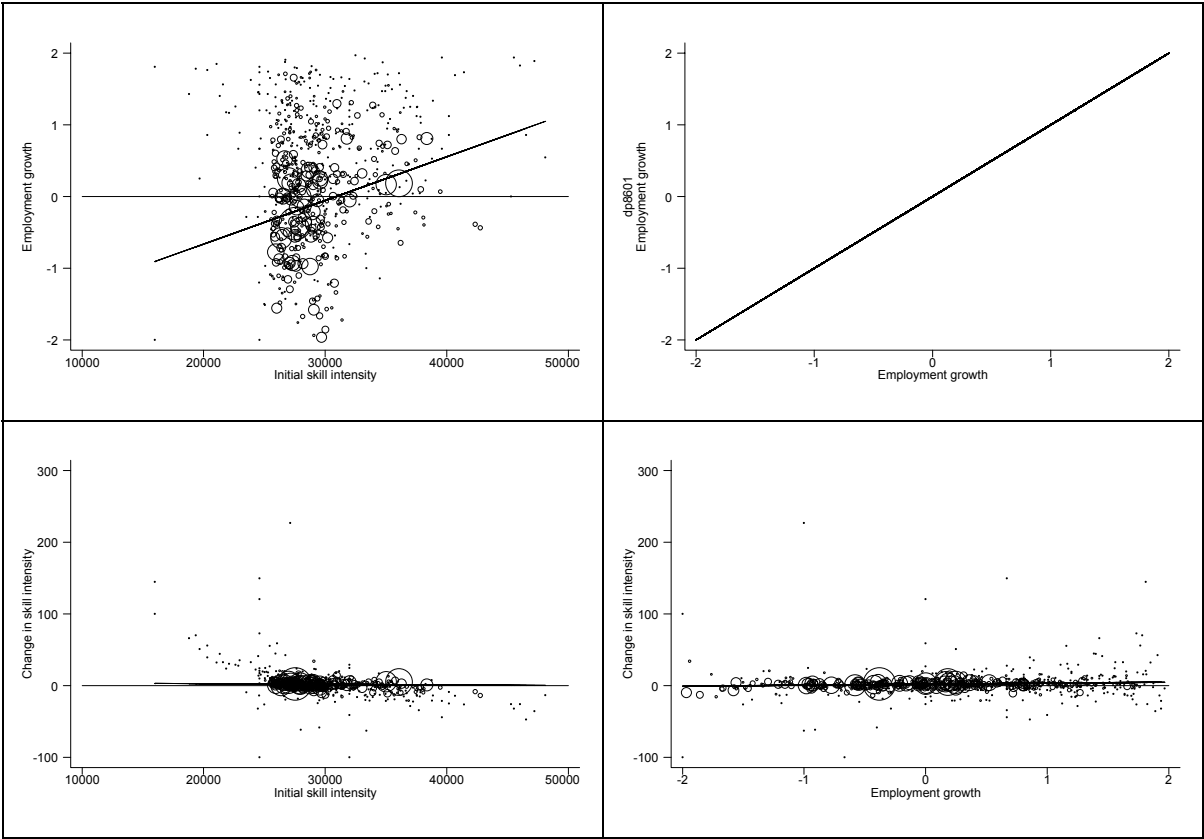 2
1
0
-1
-2
Employment growth
10000 20000 30000 40000 50000
Initial skill intensity
2
1
0
-1
-2
dp8601
Employment growth
-2 -1 0 1 2
Employment growth
300
200
100
0
-100
Change in skill intensity
10000 20000 30000 40000 50000
Initial skill intensity
300
200
100
0
-100
Change in skill intensity
-2 -1 0 1 2
Employment growth